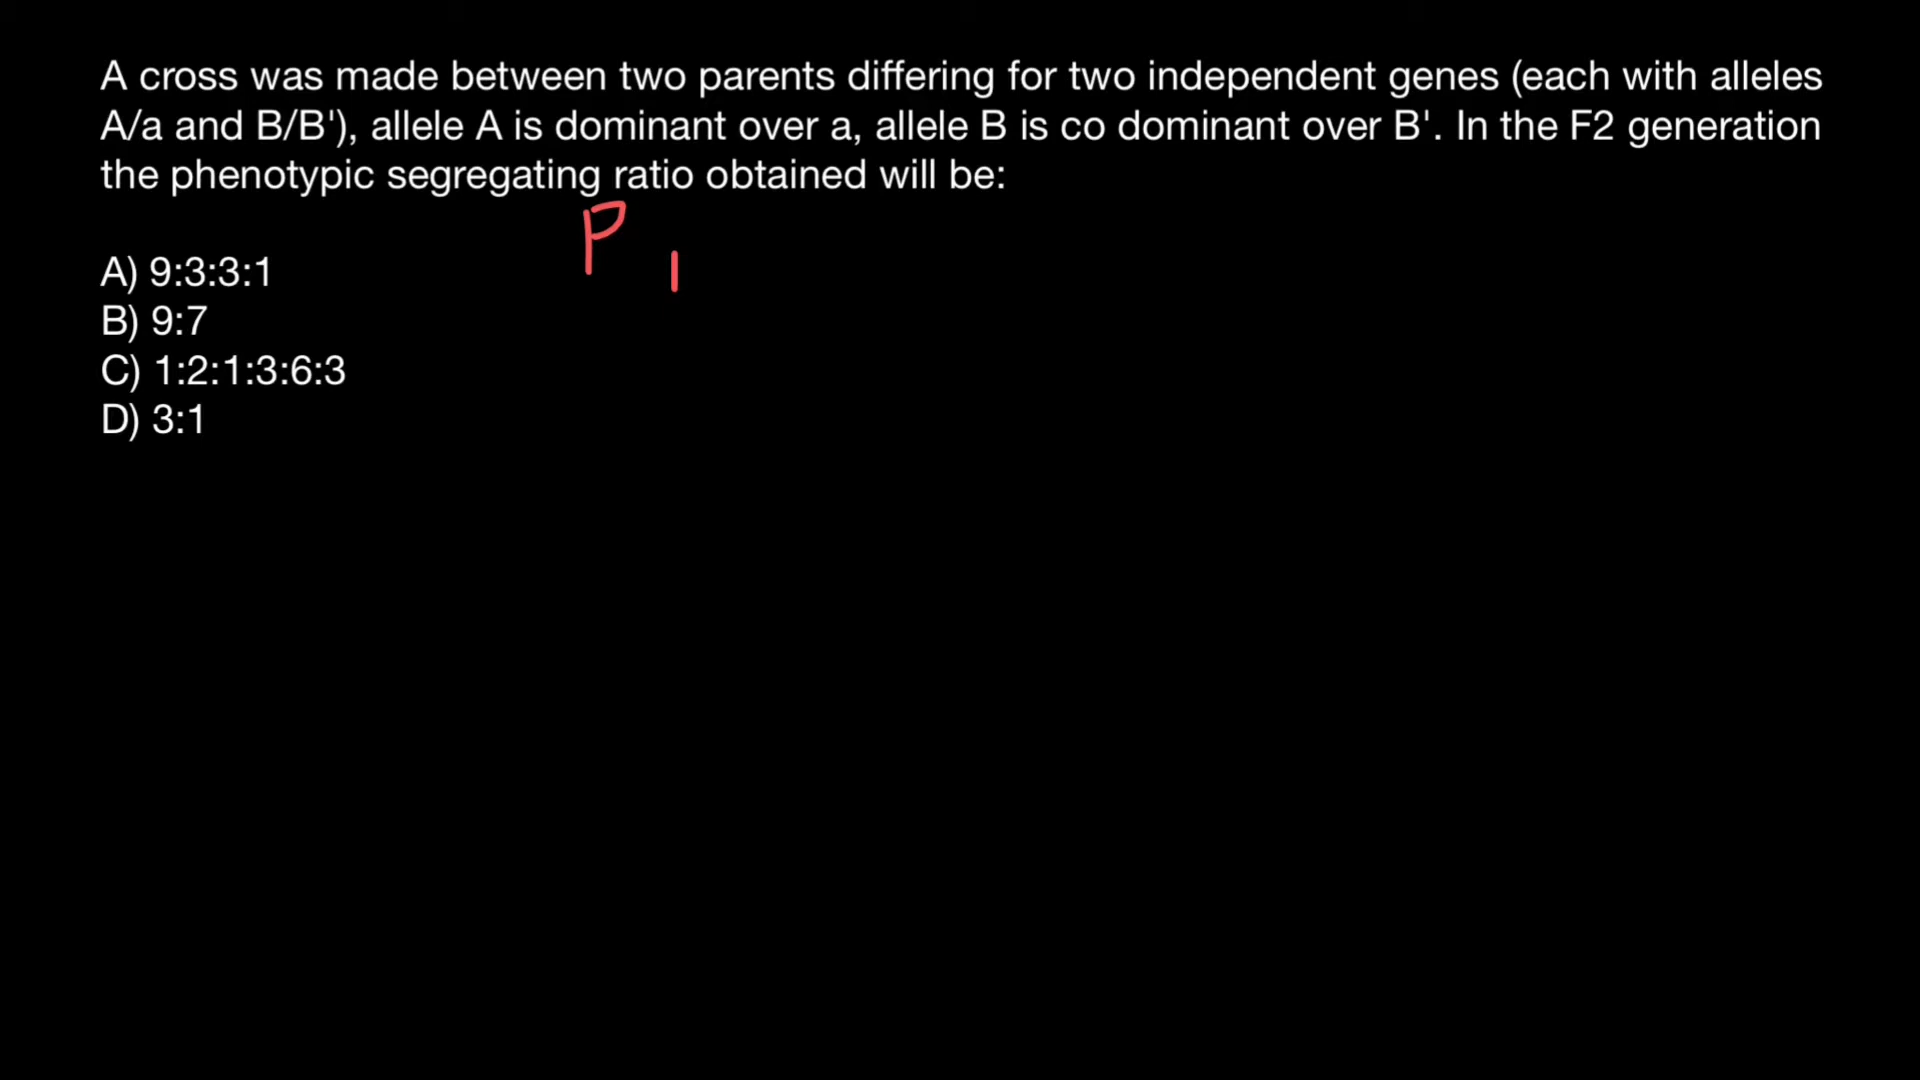 A cross was made between two parents differing for two independent genes (each with alleles
A/a and B/B'), allele A is dominant over a, allele B is co dominant over B'. In the F2 generation
the phenotypic segregating ratio obtained will be:
P
A) 9:3:3:1
ı
B) 9:7
C) 1:2:1:3:6:3
D) 3:1